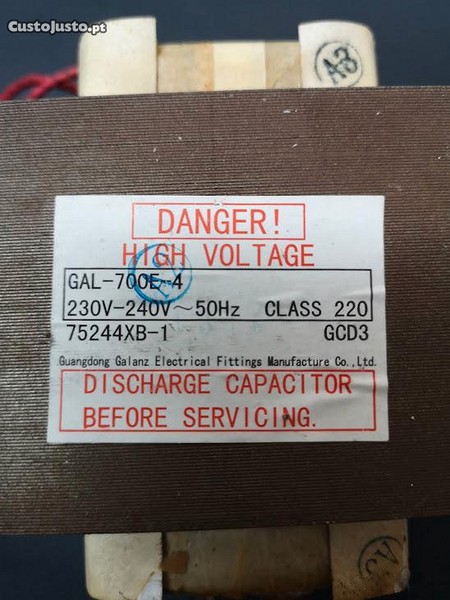 CustoJusto.pt
A3
DANGER!
HIGH VOLTAGE
GAL-700E-4
230V-240V~50Hz CLASS 220
75244XB-1 GCD3
Guangdong Galanz Electrical Fittings Manufacture Co., Ltd.
DISCHARGE CAPACITOR
BEFORE SERVICING.